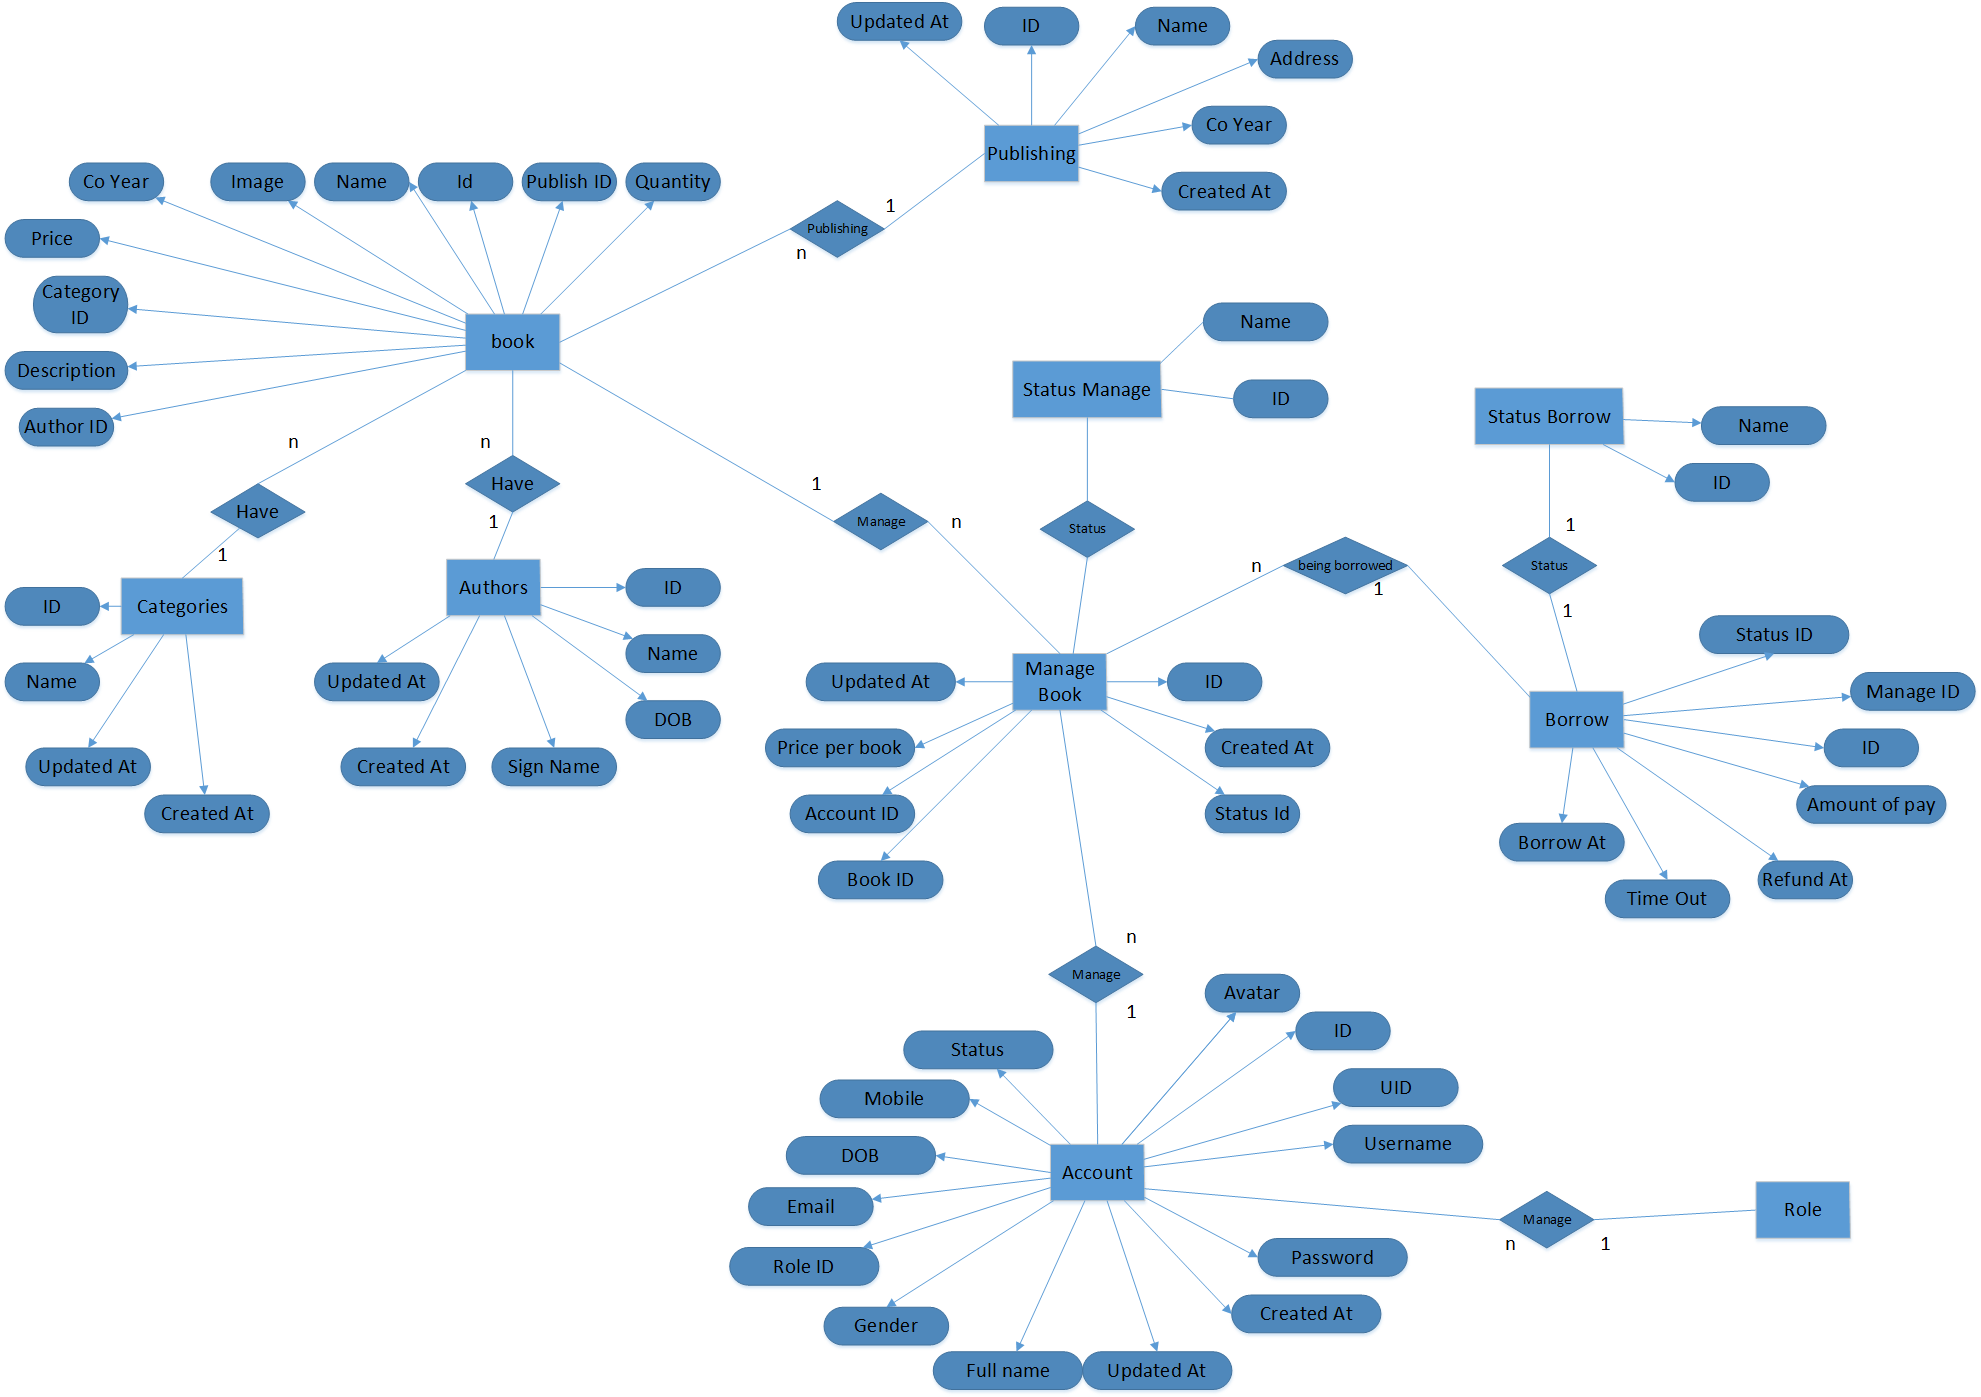 Updated At
ID
Name
Address
Co Year
Created At
Publishing
Co Year
Image
Name
Id
Publish ID
Quantity
Price
Category
ID
Description
Author ID
book
Publishing
1
n
n
Have
1
n
Have
1
1
Manage
n
Status Manage
Name
ID
Status
Status Borrow
Name
ID
1
Status
1
n
being borrowed
1
Categories
ID
Name
Updated At
Created At
Authors
ID
Name
DOB
Updated At
Created At
Sign Name
Manage
Book
Updated At
ID
Price per book
Created At
Account ID
Status Id
Book ID
Borrow
Status ID
Manage ID
ID
Amount of pay
Borrow At
Refund At
Time Out
n
Manage
1
Avatar
ID
Status
Mobile
UID
Username
DOB
Account
Email
Role ID
Gender
Full name
Updated At
Password
Created At
Manage
n
1
Role